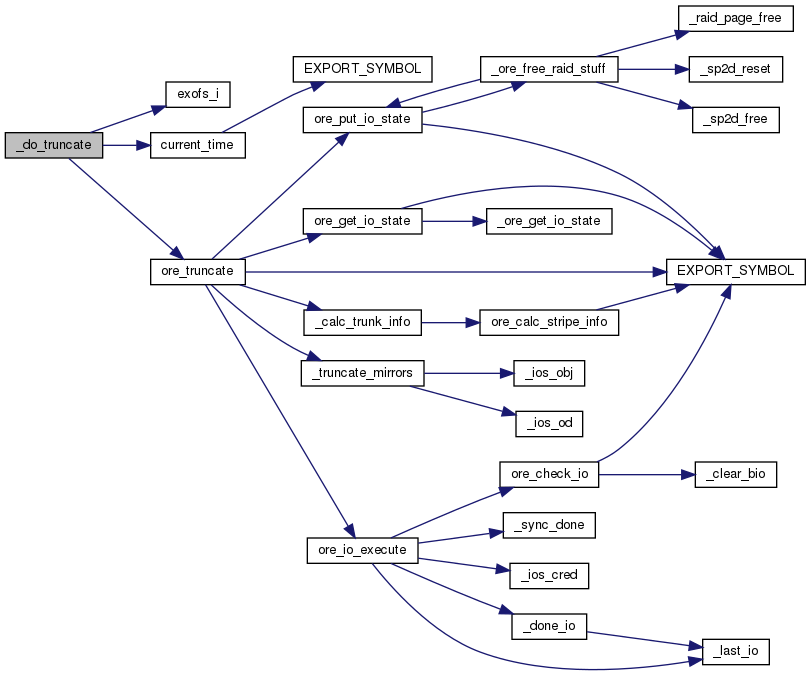 _raid_page_free
EXPORT_SYMBOL
_ore_free_raid_stuff
_sp2d_reset
exofs_i
ore_put_io_state
_sp2d_free
_do_truncate
current_time
ore_get_io_state
_ore_get_io_state
ore_truncate
EXPORT_SYMBOL
_calc_trunk_info
ore_calc_stripe_info
_truncate_mirrors
_ios_obj
_ios_od
ore_check_io
_clear_bio
_sync_done
ore_io_execute
_ios_cred
_done_io
_last_io